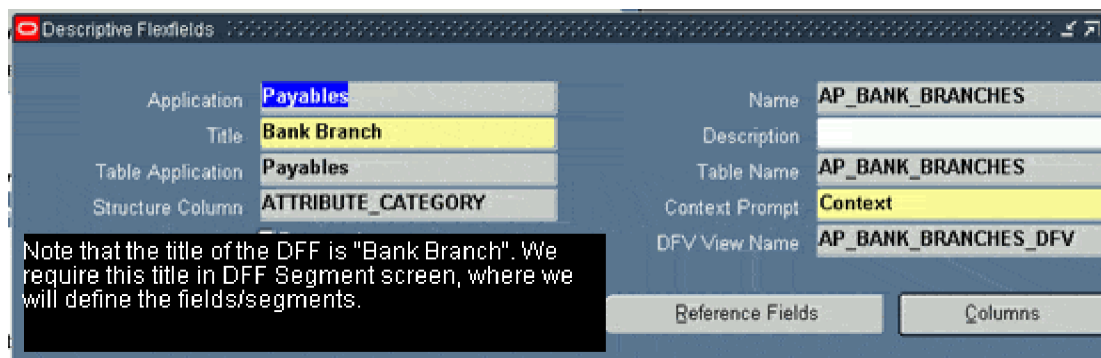 Descriptive Flexfields
Application Payables Name AP_BANK_BRANCHES
Title Bank Branch Description
Table Application Payables Table Name AP_BANK_BRANCHES
Structure Column ATTRIBUTE_CATEGORY Context Prompt Context
DFV View Name AP_BANK_BRANCHES_DFV
Note that the title of the DFF is "Bank Branch". We
require this title in DFF Segment screen, where we
will define the fields/segments.
Reference Fields Columns